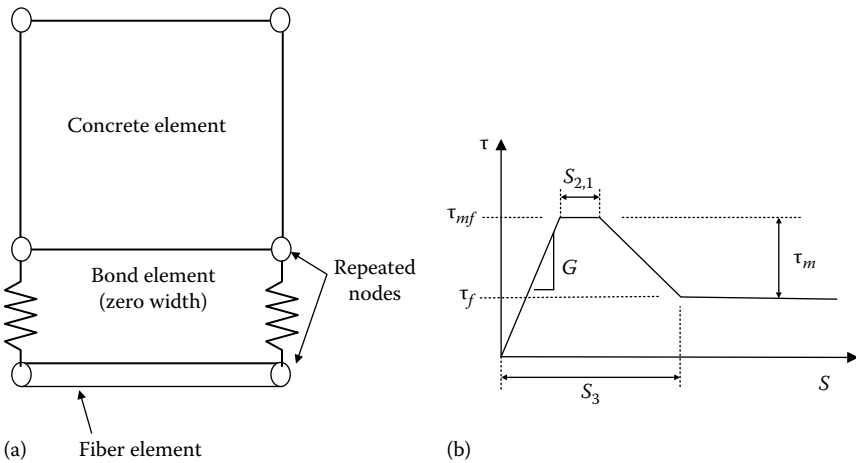 Concrete element
Bond element
(zero width)
Repeated
nodes
Fiber element
(a)
τ
S2,1
τmf
G
τm
τf
S3
S
(b)